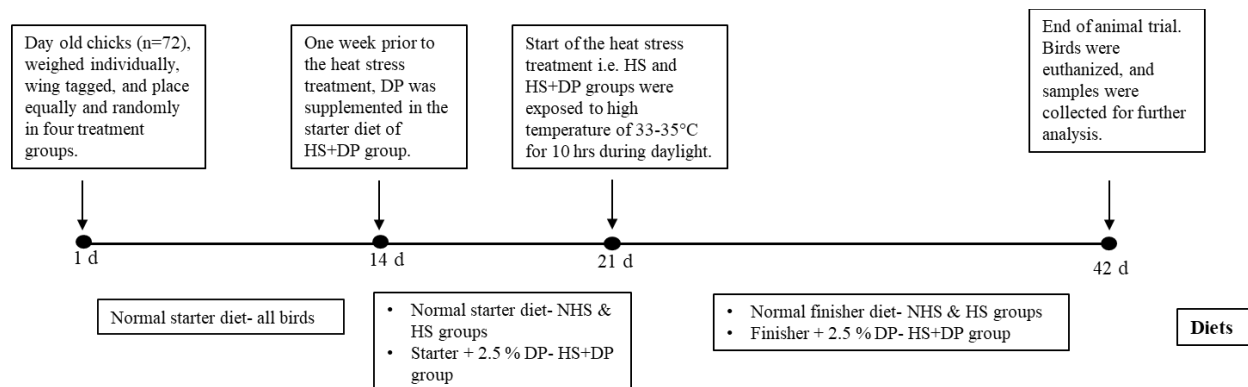 Day old chicks (n=72),
weighed individually,
wing tagged, and place
equally and randomly
in four treatment
groups.
One week prior to
the heat stress
treatment, DP was
supplemented in the
starter diet of
HS+DP group.
Start of the heat stress
treatment i.e. HS and
HS+DP groups were
exposed to high
temperature of 33-35°C
for 10 hrs during daylight.
End of animal trial.
Birds were
euthanized, and
samples were
collected for further
analysis.
1 d
14 d
21 d
42 d
Normal starter diet- all birds
• Normal starter diet- NHS &
HS groups
• Starter + 2.5 % DP- HS+DP
group
• Normal finisher diet- NHS & HS groups
• Finisher + 2.5 % DP- HS+DP group
Diets